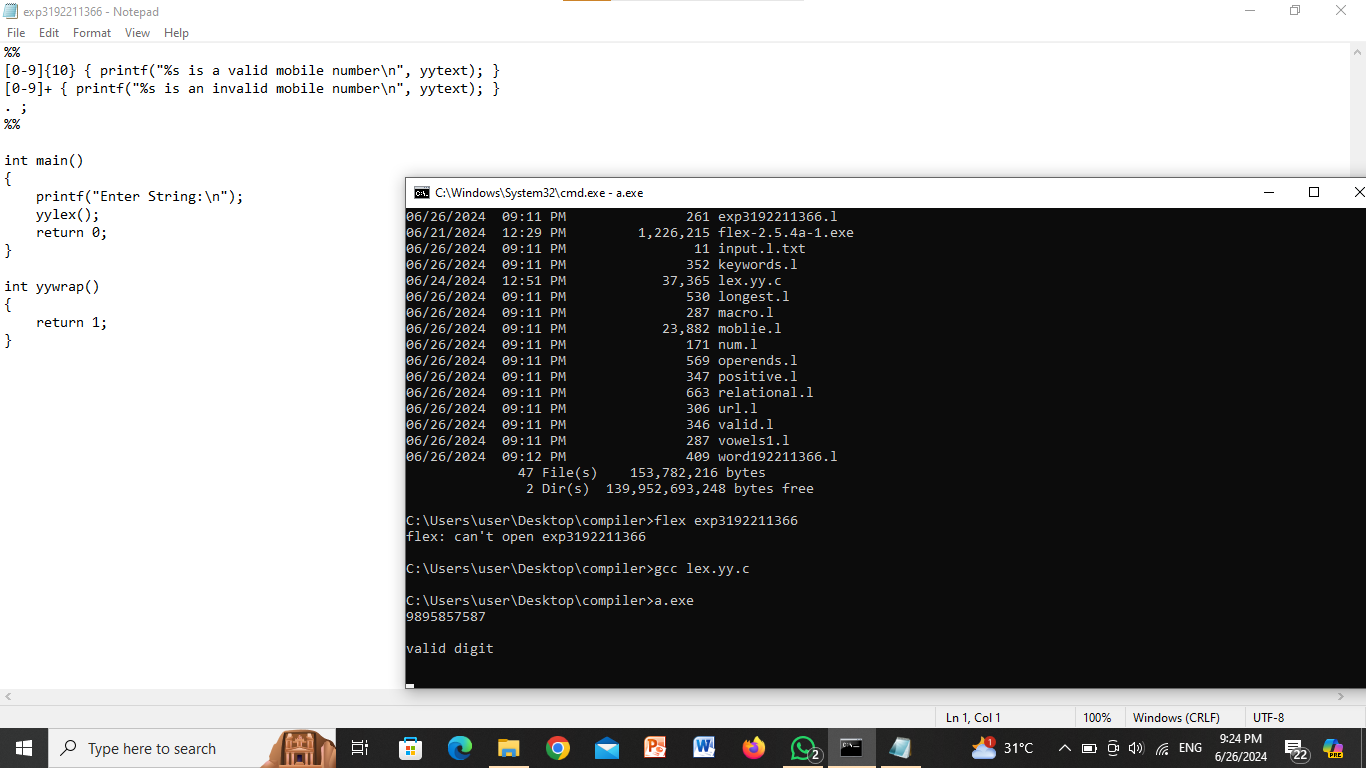 exp3192211366 - Notepad
File Edit Format View Help
%%
[0-9]{10} { printf("%s is a valid mobile number\n", yytext); }
[0-9]+ { printf("%s is an invalid mobile number\n", yytext); }
. ;
%%
int main()
{
    printf("Enter String:\n");
    yylex();
    return 0;
}
int yywrap()
{
    return 1;
}
C:\Windows\System32\cmd.exe - a.exe
06/26/2024  09:11 PM               261 exp3192211366.l
06/21/2024  12:29 PM         1,226,215 flex-2.5.4a-1.exe
06/26/2024  09:11 PM                11 input.l.txt
06/26/2024  09:11 PM               352 keywords.l
06/24/2024  12:51 PM            37,365 lex.yy.c
06/26/2024  09:11 PM               530 longest.l
06/26/2024  09:11 PM               287 macro.l
06/26/2024  09:11 PM            23,882 moblie.l
06/26/2024  09:11 PM               171 num.l
06/26/2024  09:11 PM               569 operends.l
06/26/2024  09:11 PM               347 positive.l
06/26/2024  09:11 PM               663 relational.l
06/26/2024  09:11 PM               306 url.l
06/26/2024  09:11 PM               346 valid.l
06/26/2024  09:11 PM               287 vowels1.l
06/26/2024  09:12 PM               409 word192211366.l
              47 File(s)    153,782,216 bytes
               2 Dir(s)  139,952,693,248 bytes free
C:\Users\user\Desktop\compiler>flex exp3192211366
flex: can't open exp3192211366
C:\Users\user\Desktop\compiler>gcc lex.yy.c
C:\Users\user\Desktop\compiler>a.exe
9895857587
valid digit
Ln 1, Col 1 100% Windows (CRLF) UTF-8
Type here to search
31°C
ENG
9:24 PM
6/26/2024
22
2
1
PRE